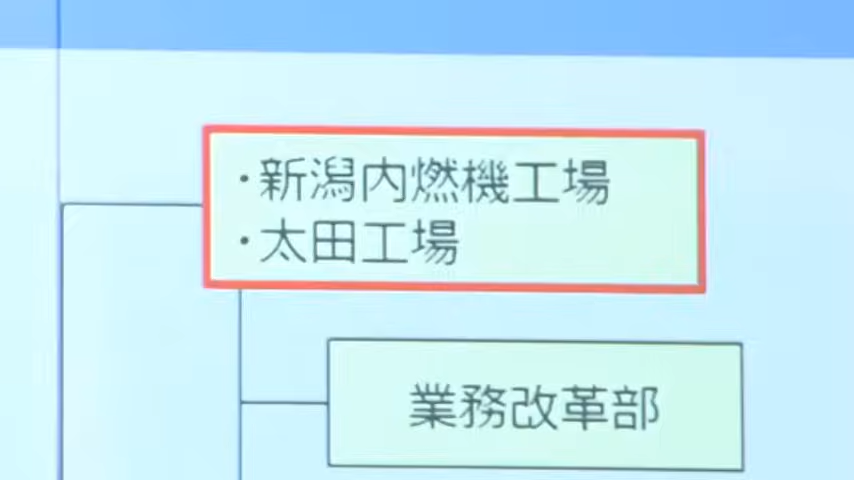 ・新潟内燃機工場
・太田工場
業務改革部